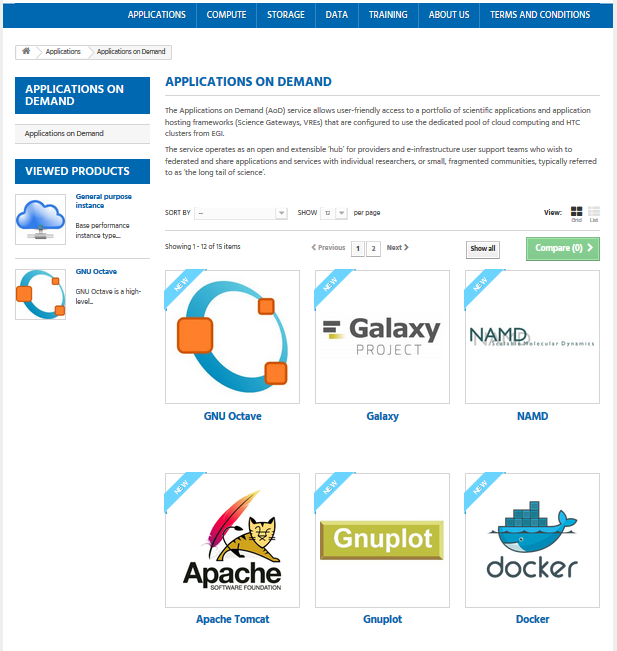 APPLICATIONS COMPUTE STORAGE DATA TRAINING ABOUT US TERMS AND CONDITIONS
Applications Applications on Demand
APPLICATIONS ON
DEMAND
Applications on Demand
VIEWED PRODUCTS
General purpose
instance
Base performance
instance type...
GNU Octave
GNU Octave is a high-
level...
APPLICATIONS ON DEMAND
The Applications on Demand (AoD) service allows user-friendly access to a portfolio of scientific applications and application
hosting frameworks (Science Gateways, VREs) that are configured to use the dedicated pool of cloud computing and HTC
clusters from EGI.
The service operates as an open and extensible 'hub' for providers and e-infrastructure user support teams who wish to
federated and share applications and services with individual researchers, or small, fragmented communities, typically referred
to as 'the long tail of science'.
SORT BY -- SHOW 12 per page View: Grid List
Showing 1 - 12 of 15 items Previous 1 2 Next Show all Compare (0)
NEW
GNU Octave
NEW
Galaxy
PROJECT
Galaxy
NEW
NAMD
Scalable Molecular Dynamics
NAMD
NEW
Apache
SOFTWARE FOUNDATION
Apache Tomcat
NEW
Gnuplot
Gnuplot
NEW
docker
Docker